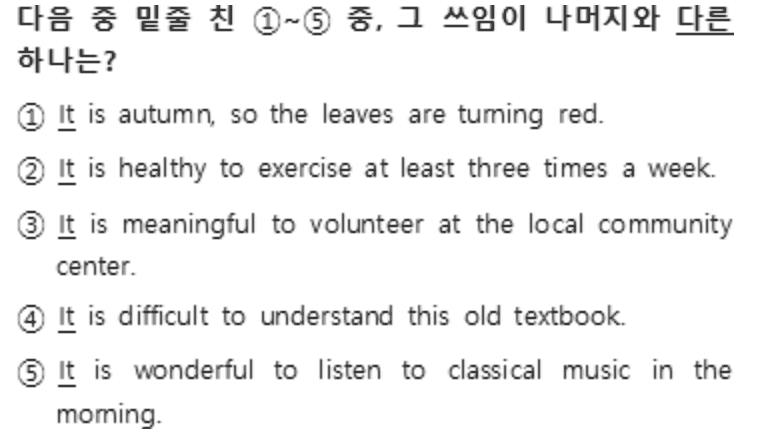 다음 중 밑줄 친 ①~⑤ 중, 그 쓰임이 나머지와 다른
하나는?
① It is autumn, so the leaves are turning red.
② It is healthy to exercise at least three times a week.
③ It is meaningful to volunteer at the local community
center.
④ It is difficult to understand this old textbook.
⑤ It is wonderful to listen to classical music in the
morning.